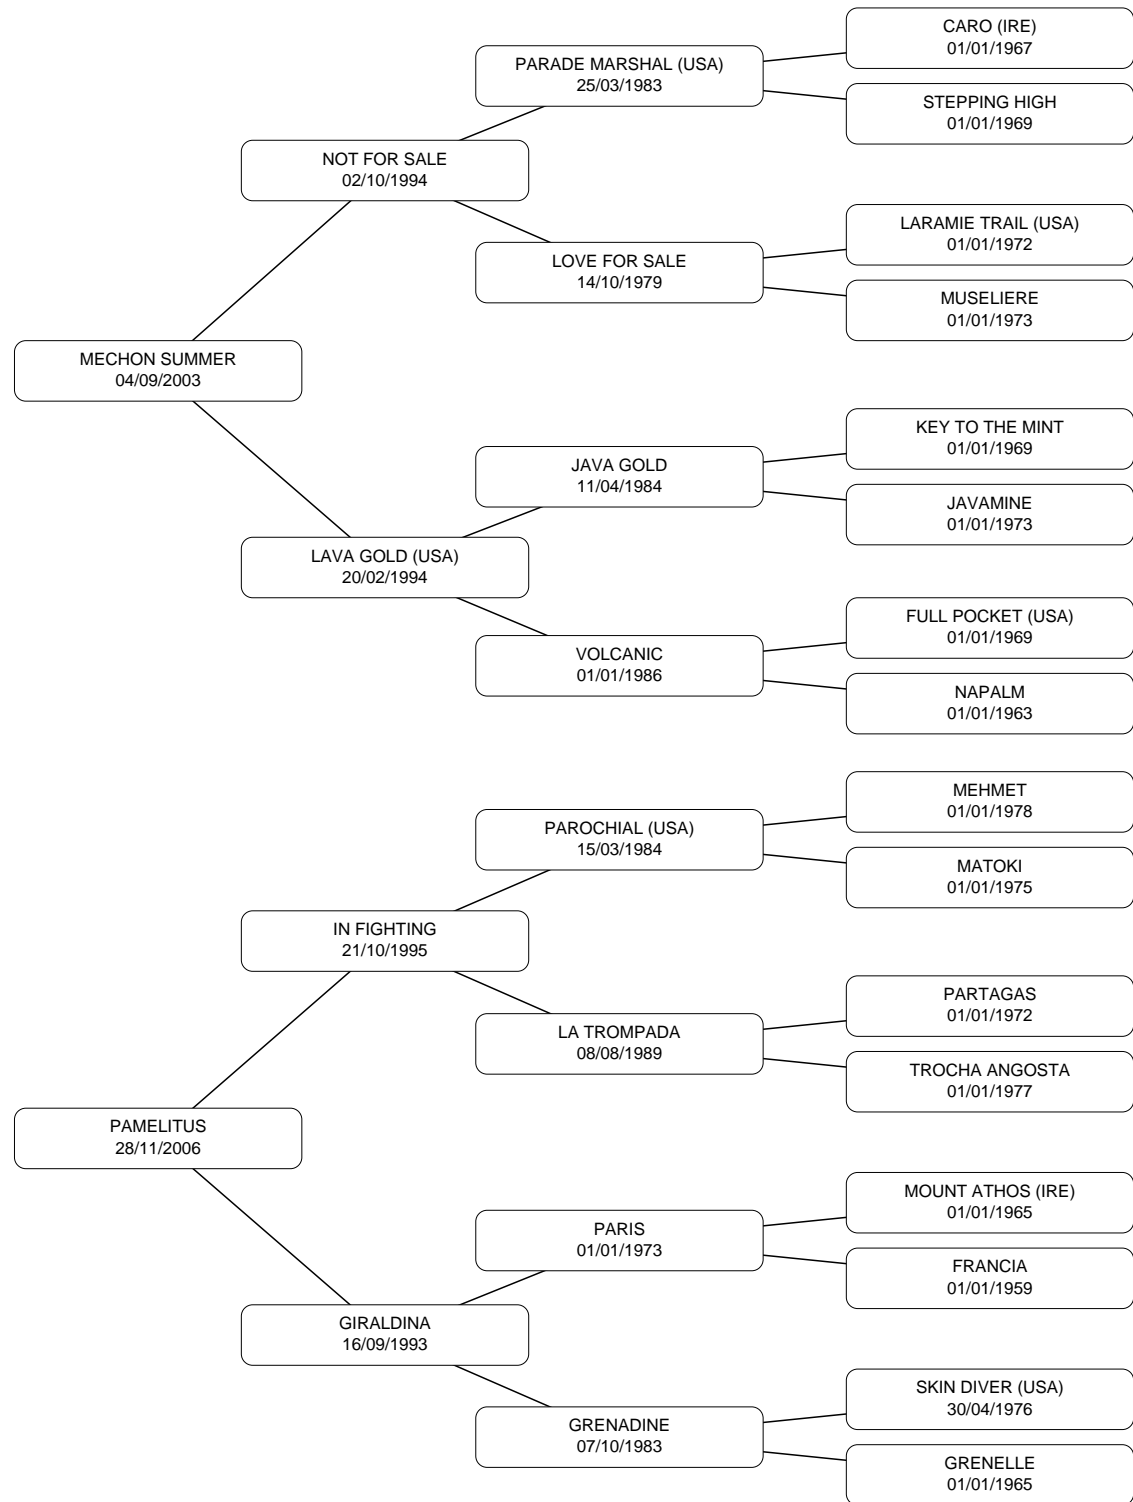 CARO (IRE)
01/01/1967
PARADE MARSHAL (USA)
25/03/1983
STEPPING HIGH
01/01/1969
NOT FOR SALE
02/10/1994
LARAMIE TRAIL (USA)
01/01/1972
LOVE FOR SALE
14/10/1979
MUSELIERE
01/01/1973
MECHON SUMMER
04/09/2003
KEY TO THE MINT
01/01/1969
JAVA GOLD
11/04/1984
JAVAMINE
01/01/1973
LAVA GOLD (USA)
20/02/1994
FULL POCKET (USA)
01/01/1969
VOLCANIC
01/01/1986
NAPALM
01/01/1963
MEHMET
01/01/1978
PAROCHIAL (USA)
15/03/1984
MATOKI
01/01/1975
IN FIGHTING
21/10/1995
PARTAGAS
01/01/1972
LA TROMPADA
08/08/1989
TROCHA ANGOSTA
01/01/1977
PAMELITUS
28/11/2006
MOUNT ATHOS (IRE)
01/01/1965
PARIS
01/01/1973
FRANCIA
01/01/1959
GIRALDINA
16/09/1993
SKIN DIVER (USA)
30/04/1976
GRENADINE
07/10/1983
GRENELLE
01/01/1965